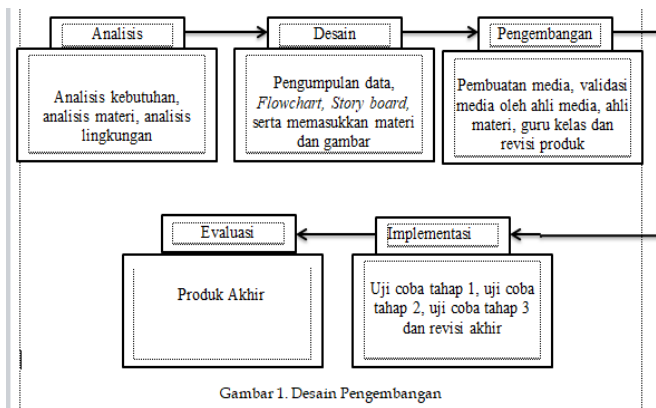 Analisis
Analisis kebutuhan,
analisis materi, analisis
lingkungan
Desain
Pengumpulan data,
Flowchart, Story board,
serta memasukkan materi
dan gambar
Pengembangan
Pembuatan media, validasi
media oleh ahli media, ahli
materi, guru kelas dan
revisi produk
Implementasi
Uji coba tahap 1, uji coba
tahap 2, uji coba tahap 3
dan revisi akhir
Evaluasi
Produk Akhir
Gambar 1. Desain Pengembangan